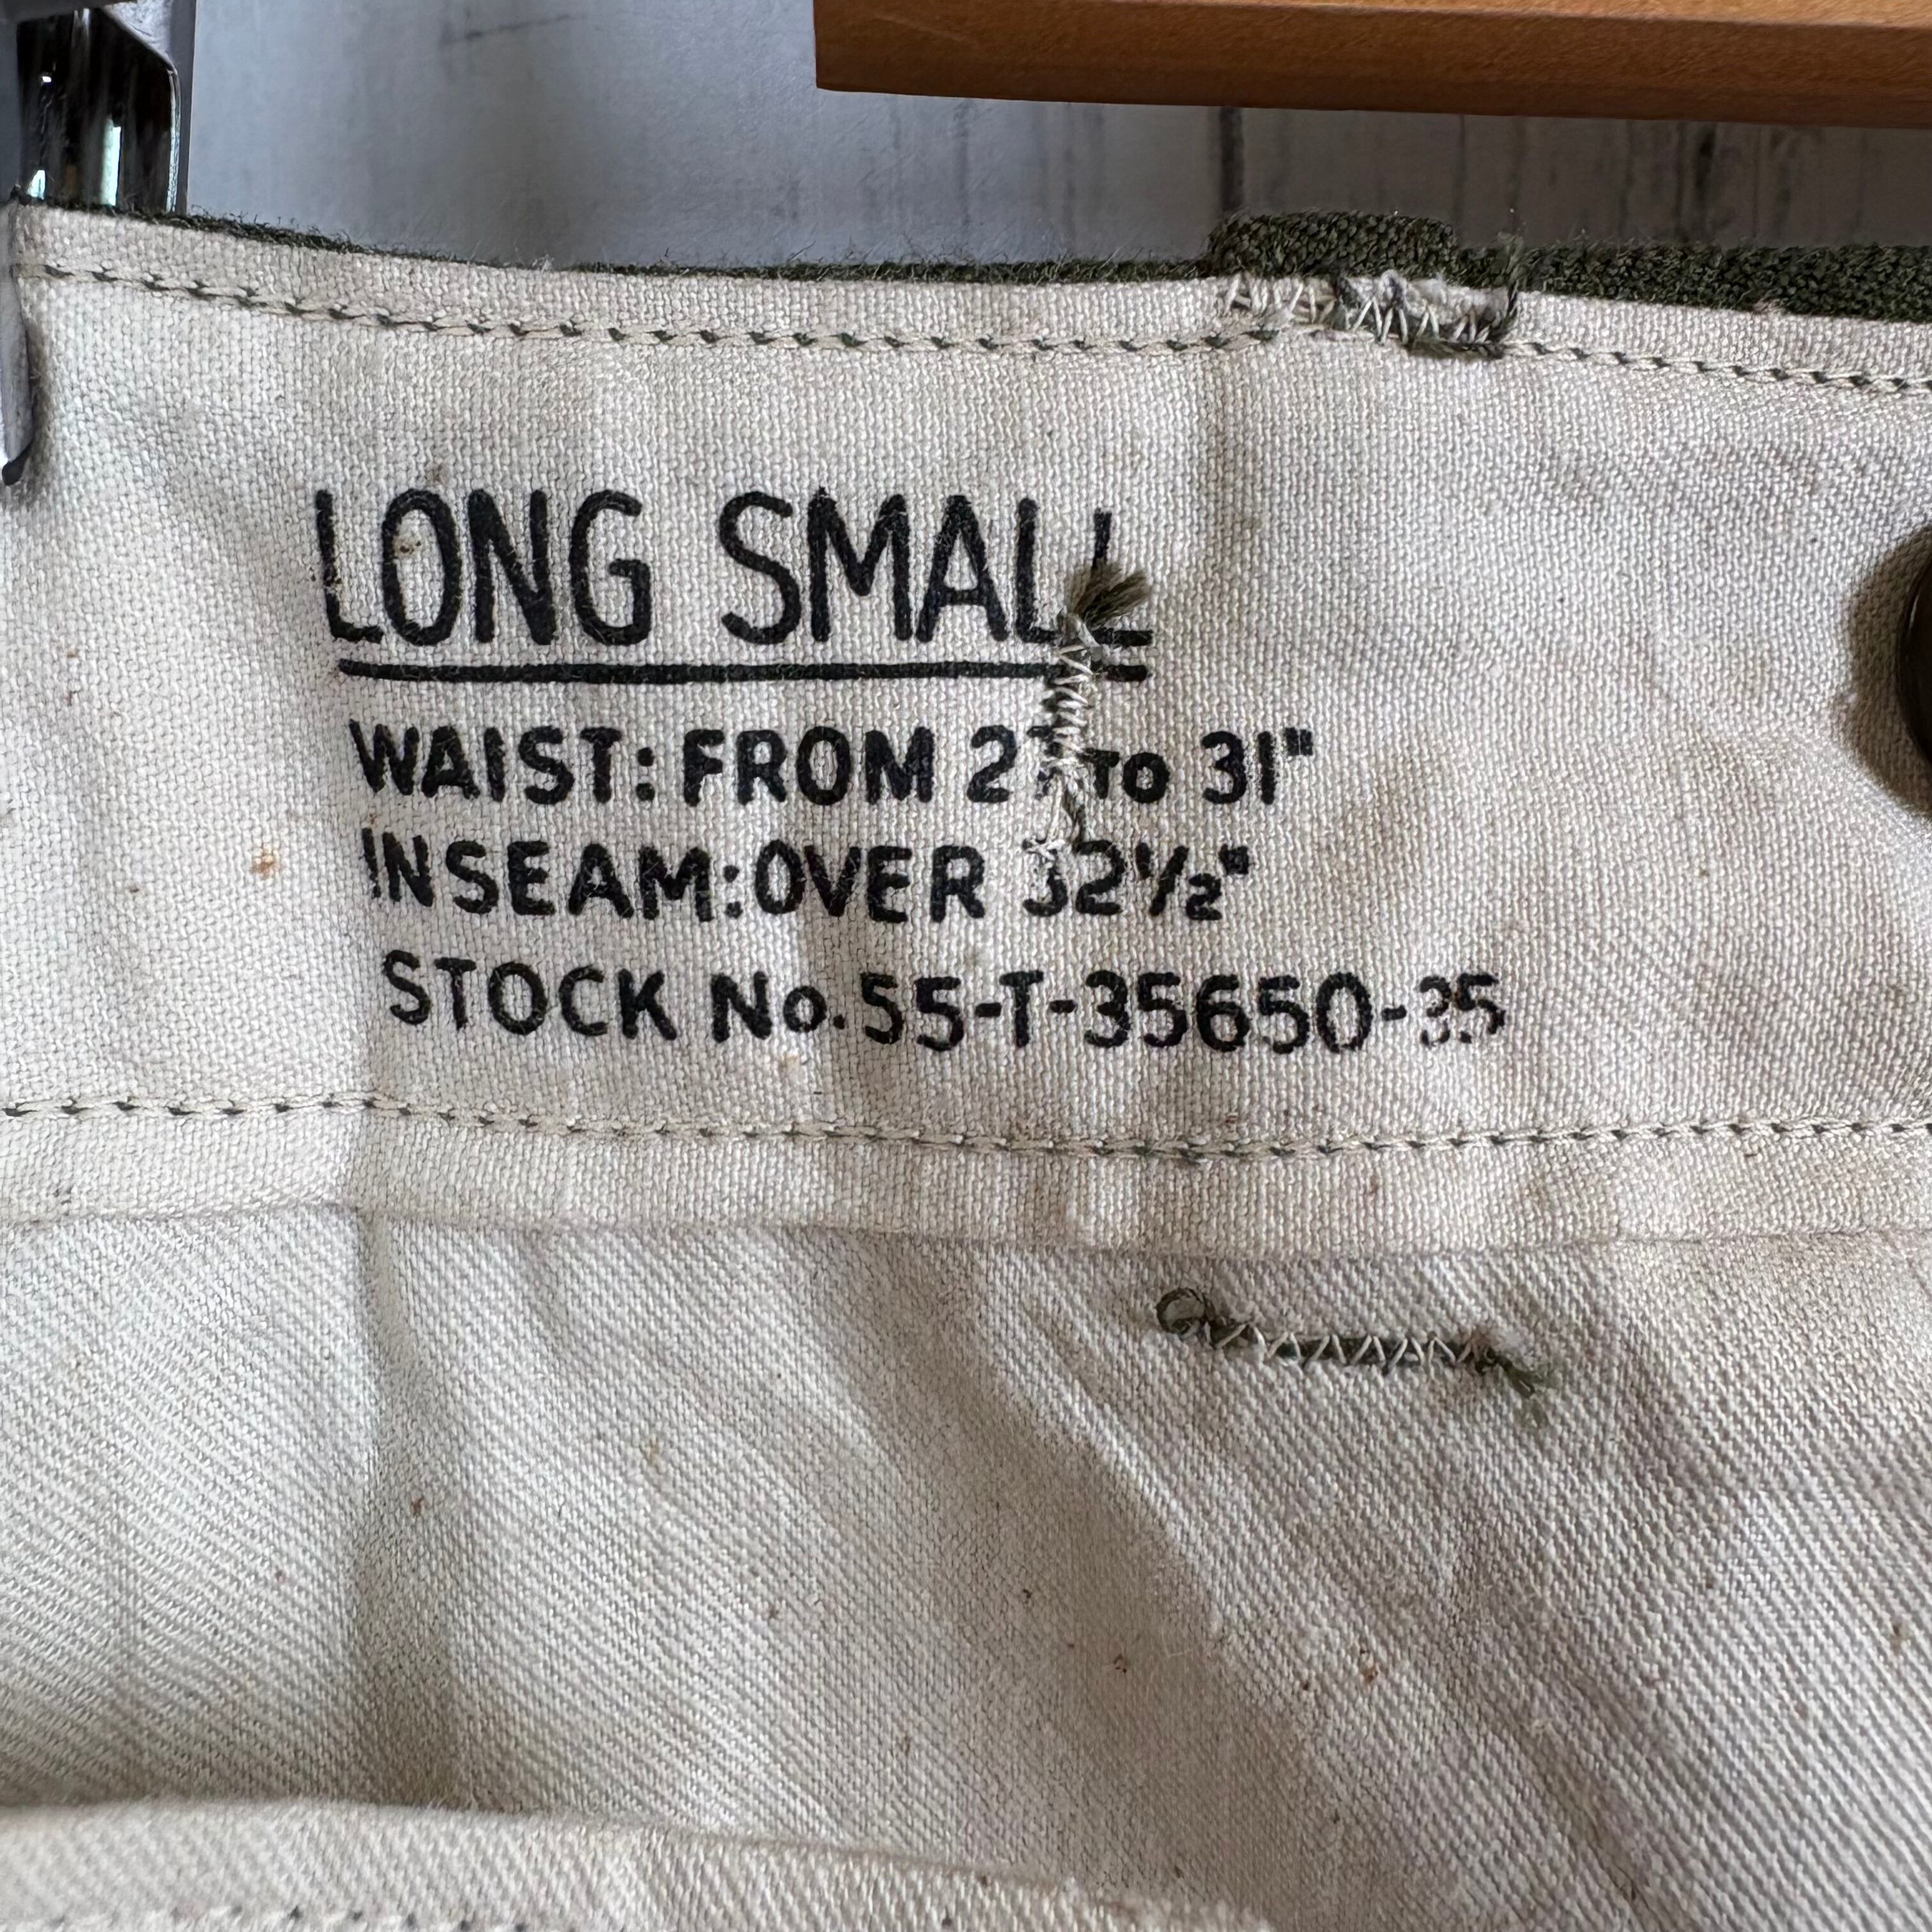 LONG SMALL
WAIST: FROM 27 TO 31"
INSEAM: OVER 32½"
STOCK No. 55-T-35650-35